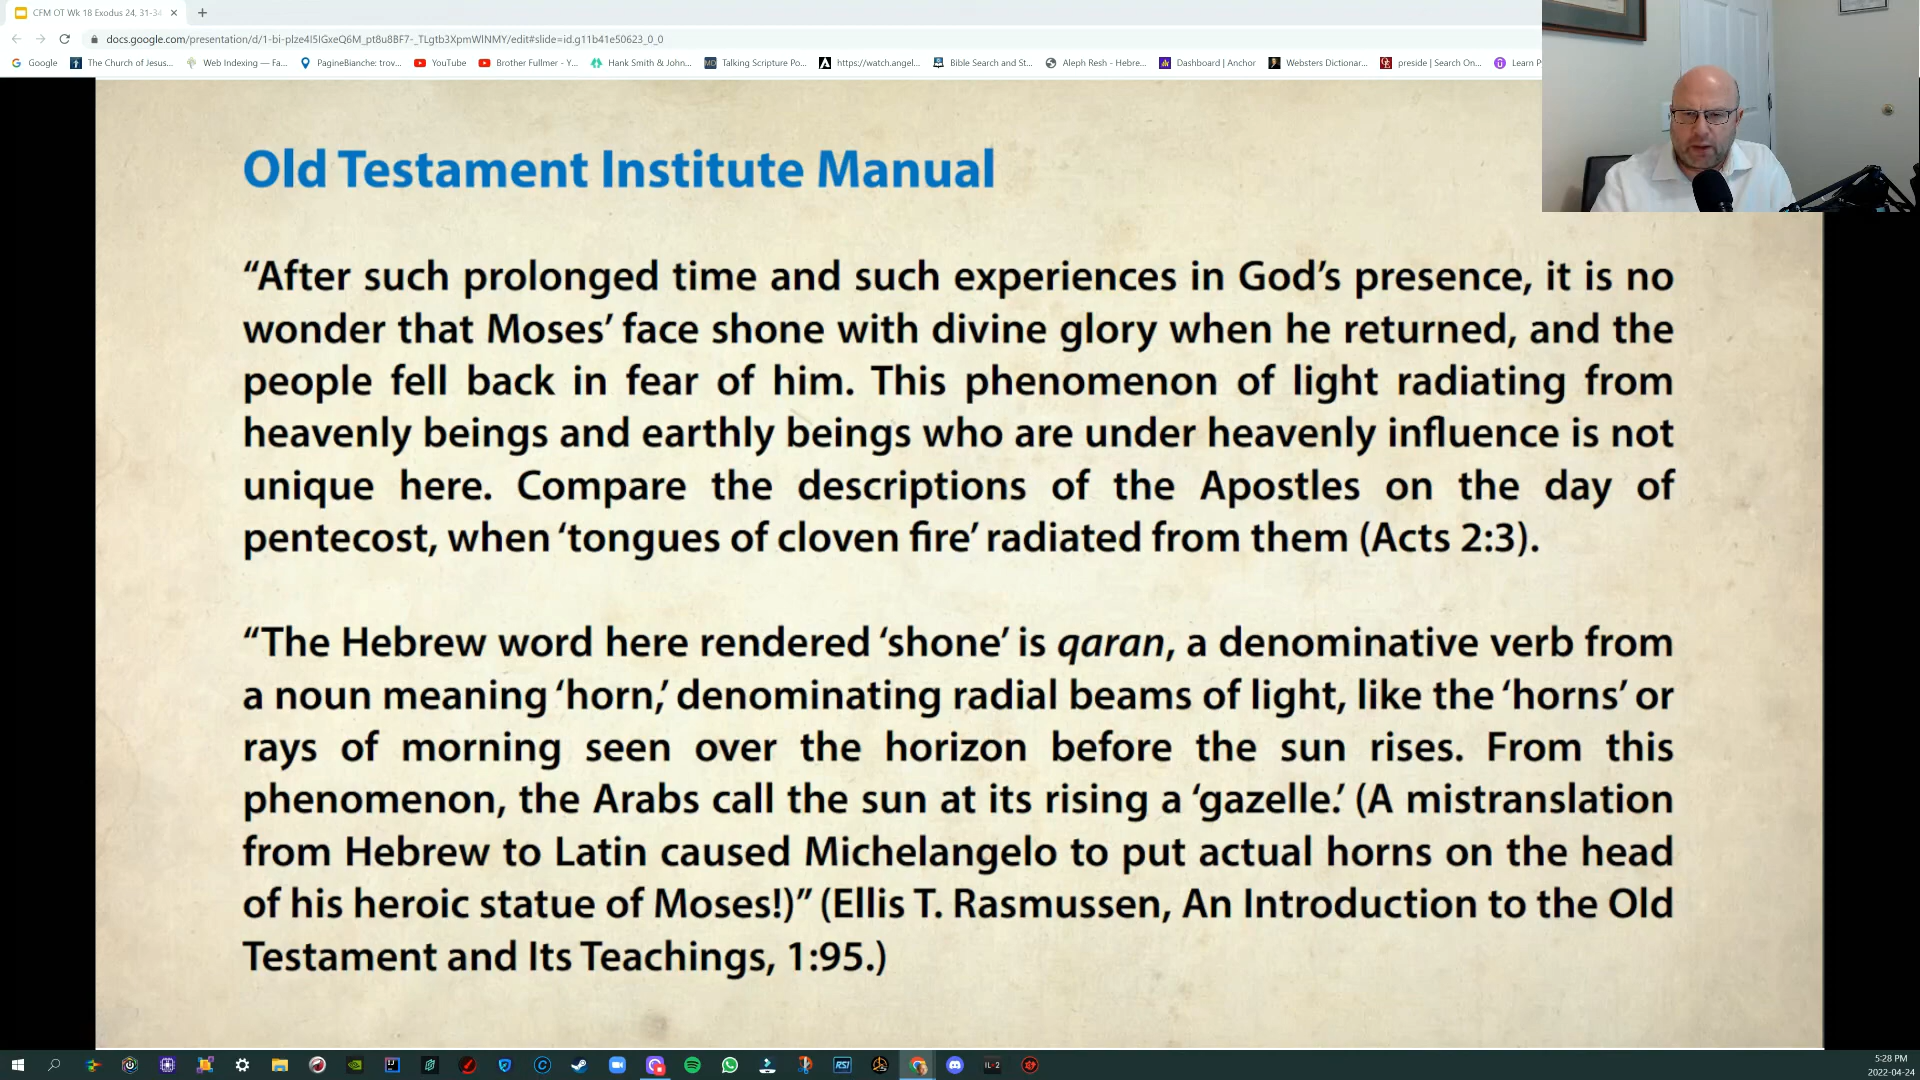 CFM OT Wk 18 Exodus 24, 31-34
docs.google.com/presentation/d/1-bi-plze4I5IGxeQ6M_pt8u8BF7-_TLgtb3XpmWlNMY/edit#slide=id.g11b41e50623_0_0
Google The Church of Jesus... Web Indexing — Fa... PagineBianche: trov... YouTube Brother Fullmer - Y... Hank Smith & John... Talking Scripture Po... https://watch.angel... Bible Search and St... Aleph Resh - Hebre... Dashboard | Anchor Websters Dictionar... preside | Search On... Learn P
Old Testament Institute Manual
“After such prolonged time and such experiences in God’s presence, it is no
wonder that Moses’ face shone with divine glory when he returned, and the
people fell back in fear of him. This phenomenon of light radiating from
heavenly beings and earthly beings who are under heavenly influence is not
unique here. Compare the descriptions of the Apostles on the day of
pentecost, when ‘tongues of cloven fire’ radiated from them (Acts 2:3).
“The Hebrew word here rendered ‘shone’ is qaran, a denominative verb from
a noun meaning ‘horn,’ denominating radial beams of light, like the ‘horns’ or
rays of morning seen over the horizon before the sun rises. From this
phenomenon, the Arabs call the sun at its rising a ‘gazelle.’ (A mistranslation
from Hebrew to Latin caused Michelangelo to put actual horns on the head
of his heroic statue of Moses!)” (Ellis T. Rasmussen, An Introduction to the Old
Testament and Its Teachings, 1:95.)
RSI
IL-2
5:28 PM
2022-04-24